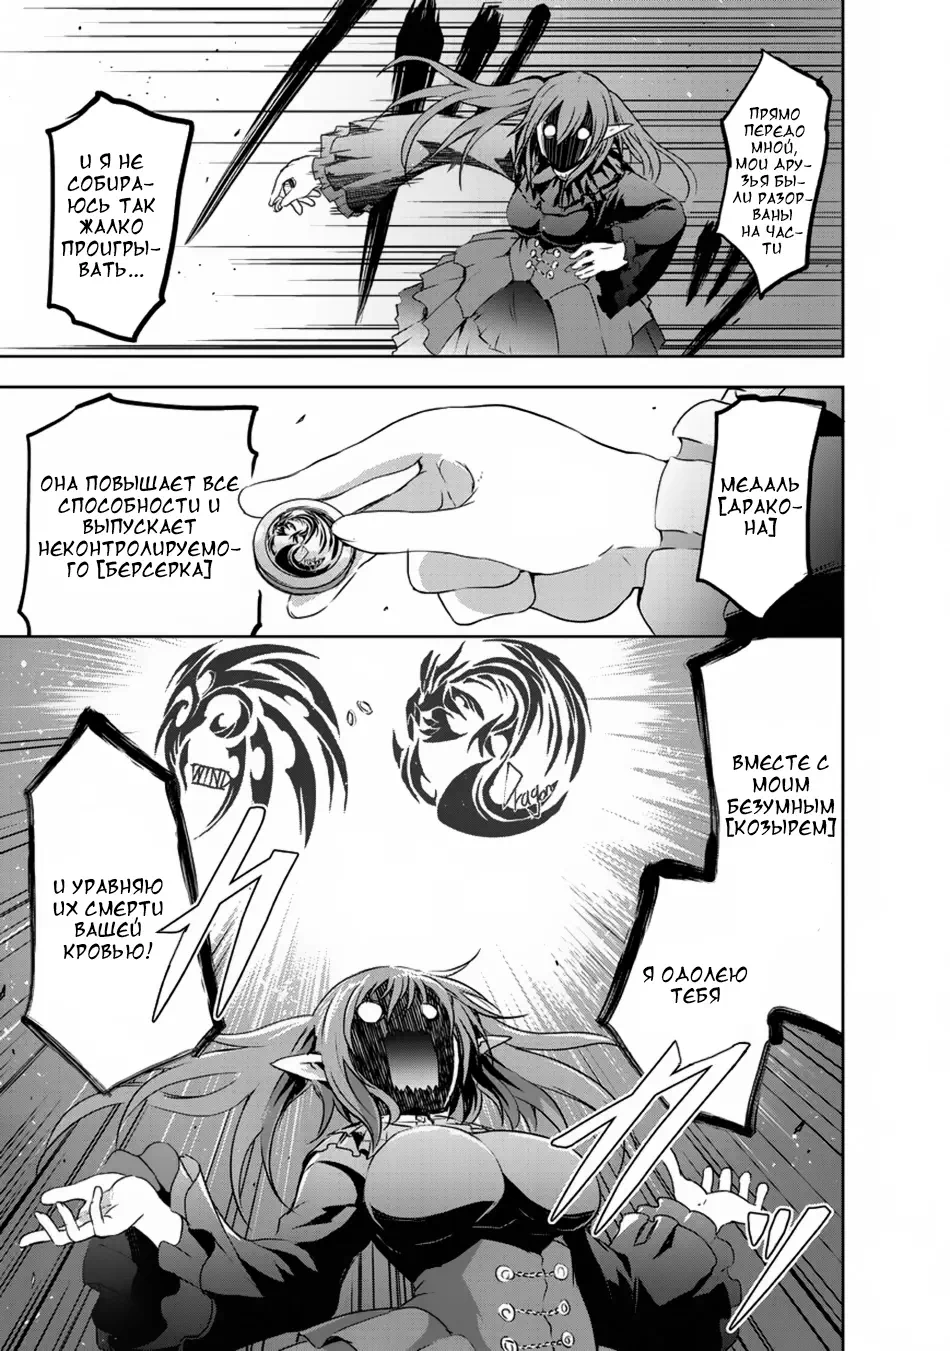 ПРЯМО
ПЕРЕДО
МНОЙ,
МОИ ДРУ-
ЗЬЯ БЫ-
ЛИ РАЗОР-
ВАНЫ
НА ЧАС-
ТИ
И Я НЕ
СОБИРА-
ЮСЬ ТАК
ЖАЛКО
ПРОИГРЫ-
ВАТЬ...
МЕДАЛЬ
[ДРАКО-
НА]
ОНА ПОВЫШАЕТ ВСЕ
СПОСОБНОСТИ И
ВЫПУСКАЕТ
НЕКОНТРОЛИРУЕМО-
ГО [БЕРСЕРКА]
ВМЕСТЕ С
МОИМ
БЕЗУМНЫМ
[КОЗЫРЕМ]
Dragon
WIND
Я ОДОЛЕЮ
ТЕБЯ
И УРАВНЯЮ
ИХ СМЕРТИ
ВАШЕЙ
КРОВЬЮ!